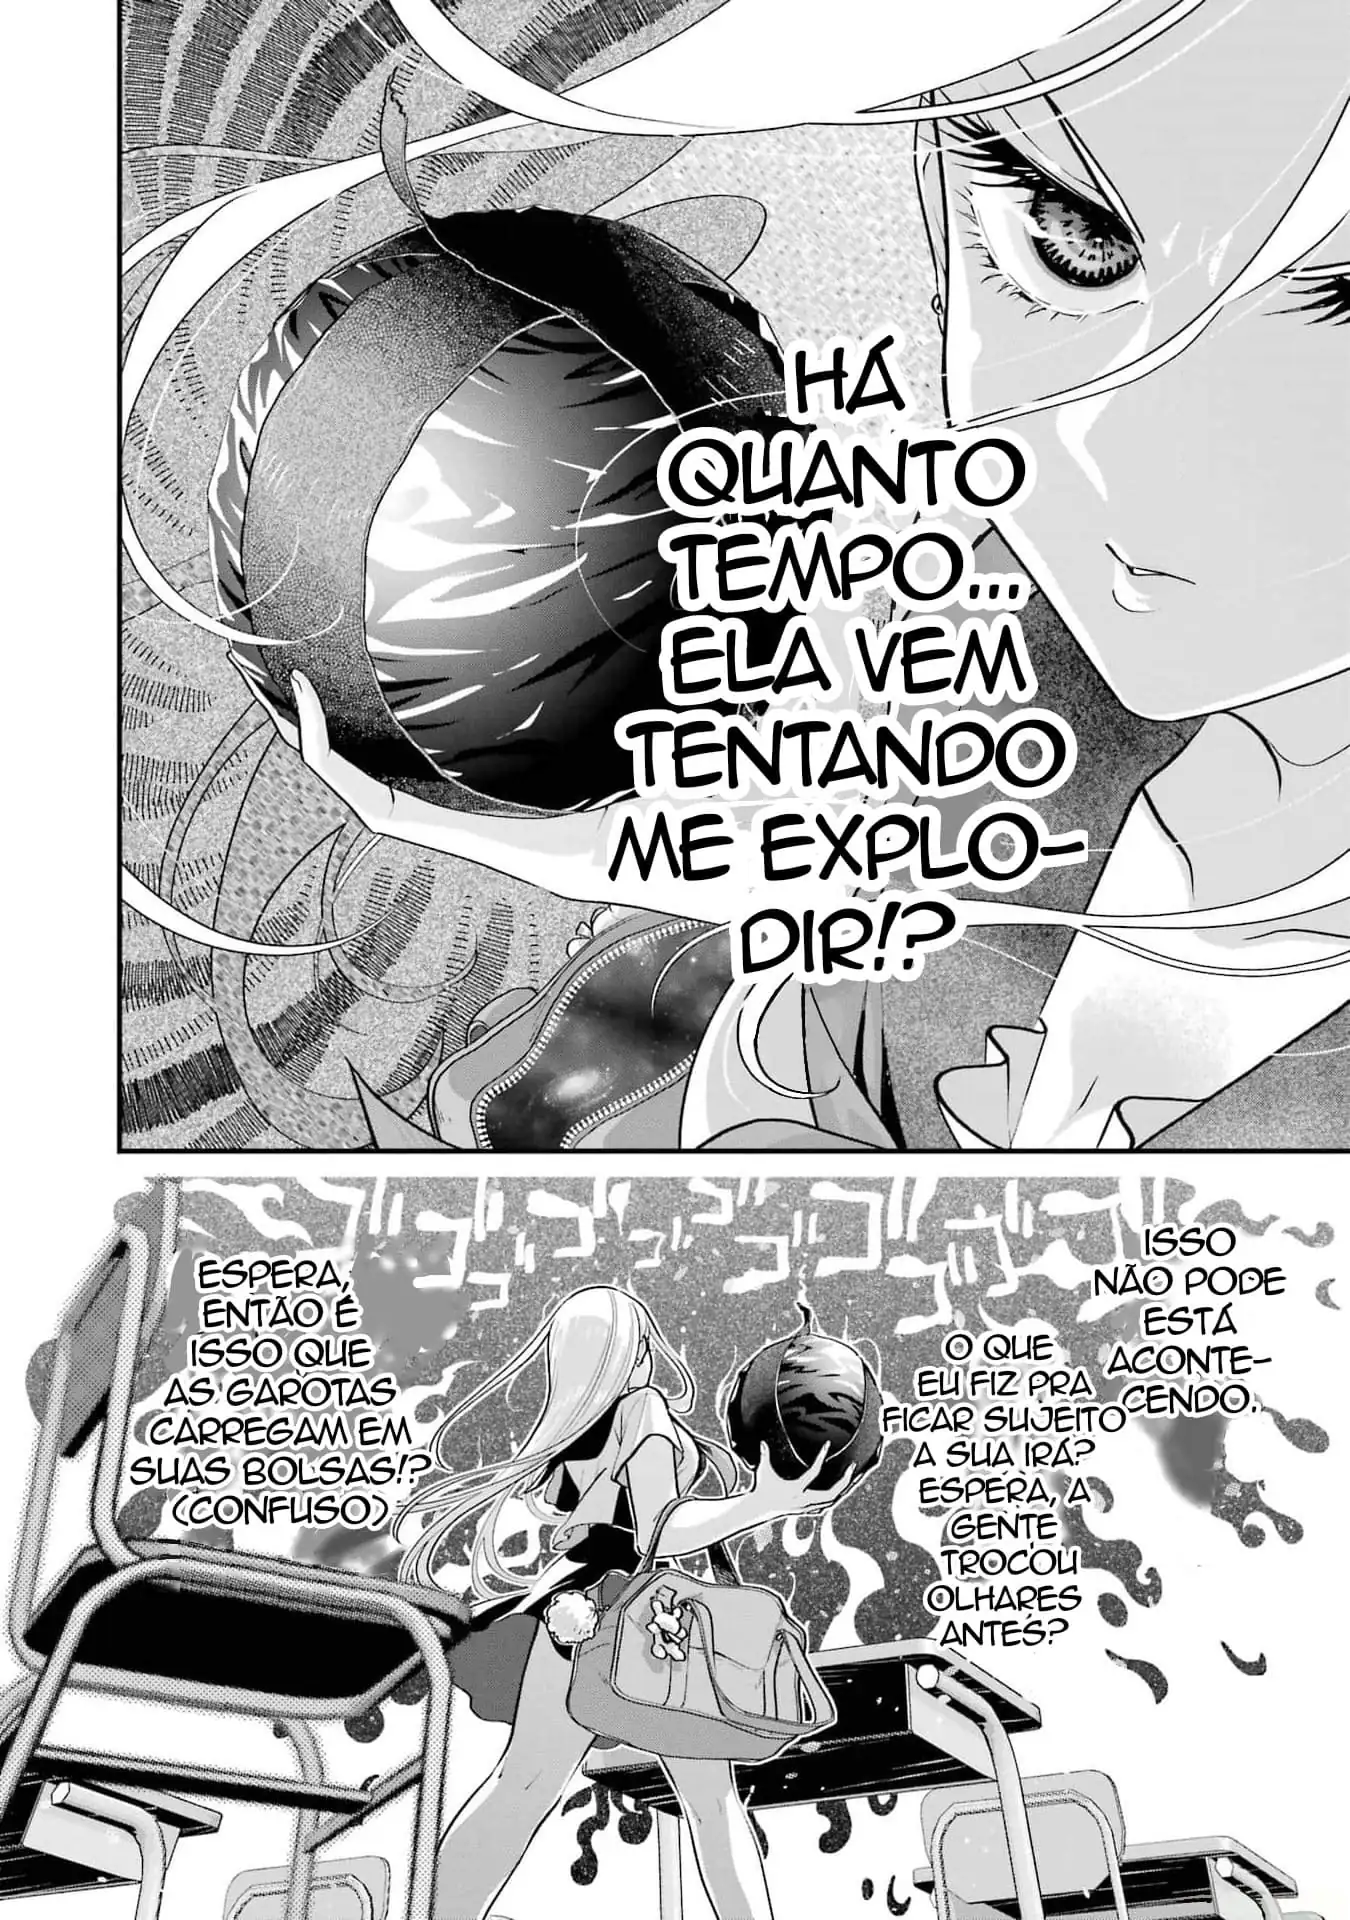 HÁ
QUANTO
TEMPO...
ELA VEM
TENTANDO
ME EXPLO-
DIR!?
ISSO
NÃO PODE
ESTÁ
ACONTE-
CENDO.
O QUE
EU FIZ PRA
FICAR SUJEITO
A SUA IRÁ?
ESPERA, A
GENTE
TROCOU
OLHARES
ANTES?
ESPERA,
ENTÃO É
ISSO QUE
AS GAROTAS
CARREGAM EM
SUAS BOLSAS!?
(CONFUSO)